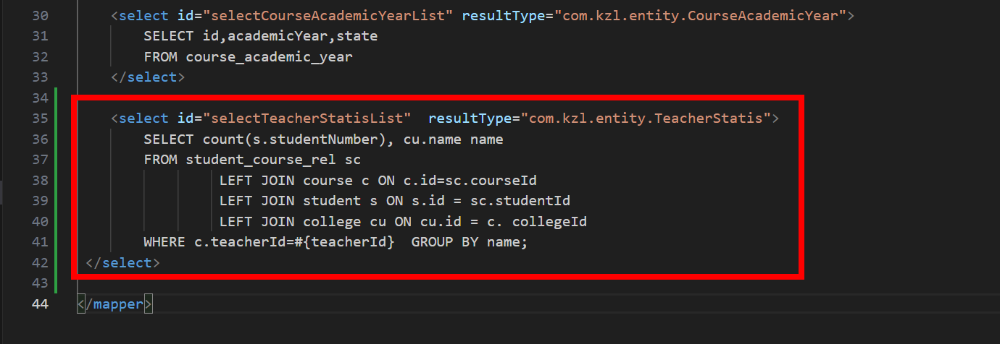 30 <select id="selectCourseAcademicYearList" resultType="com.kzl.entity.CourseAcademicYear">
31 SELECT id,academicYear,state
32 FROM course_academic_year
33 </select>
34
35 <select id="selectTeacherStatisList"  resultType="com.kzl.entity.TeacherStatis">
36 SELECT count(s.studentNumber), cu.name name
37 FROM student_course_rel sc
38 LEFT JOIN course c ON c.id=sc.courseId
39 LEFT JOIN student s ON s.id = sc.studentId
40 LEFT JOIN college cu ON cu.id = c. collegeId
41 WHERE c.teacherId=#{teacherId}  GROUP BY name;
42 </select>
43
44 </mapper>